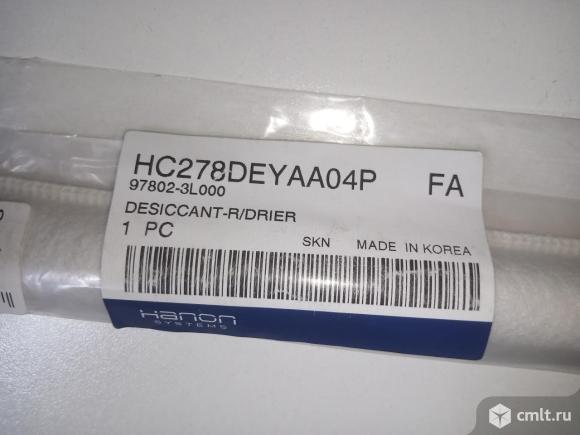 HC278DEYAA04P FA
97802-3L000
DESICCANT-R/DRIER
1 PC
SKN MADE IN KOREA
Hanon
SYSTEMS
cmlt.ru